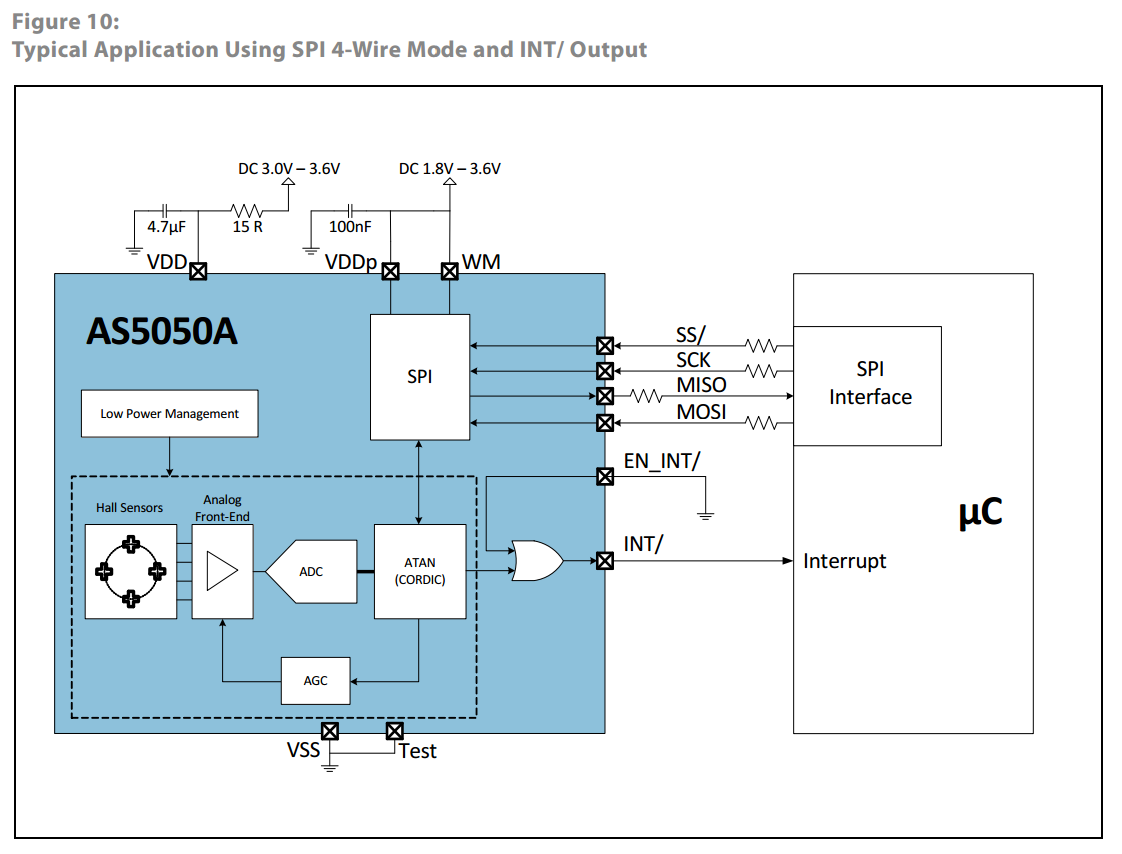 Figure 10:
Typical Application Using SPI 4-Wire Mode and INT/ Output
DC 3.0V – 3.6V
DC 1.8V – 3.6V
4.7µF
15 R
100nF
VDD
VDDp
WM
AS5050A
SPI
SS/
SCK
MISO
MOSI
SPI
Interface
Low Power Management
EN_INT/
Hall Sensors
Analog
Front-End
ADC
ATAN
(CORDIC)
INT/
Interrupt
µC
AGC
VSS
Test